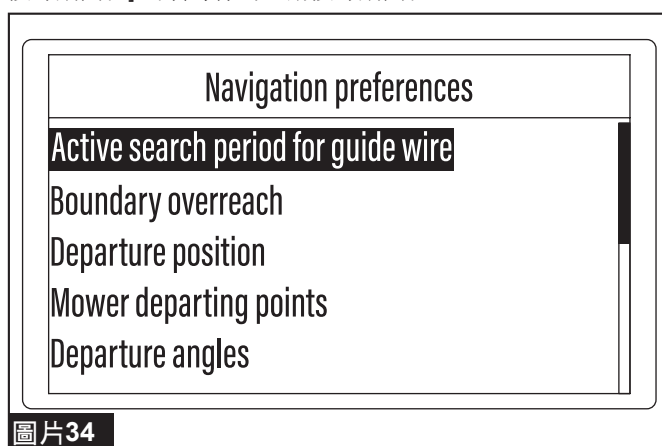 Navigation preferences
Active search period for guide wire
Boundary overreach
Departure position
Mower departing points
Departure angles
圖片34